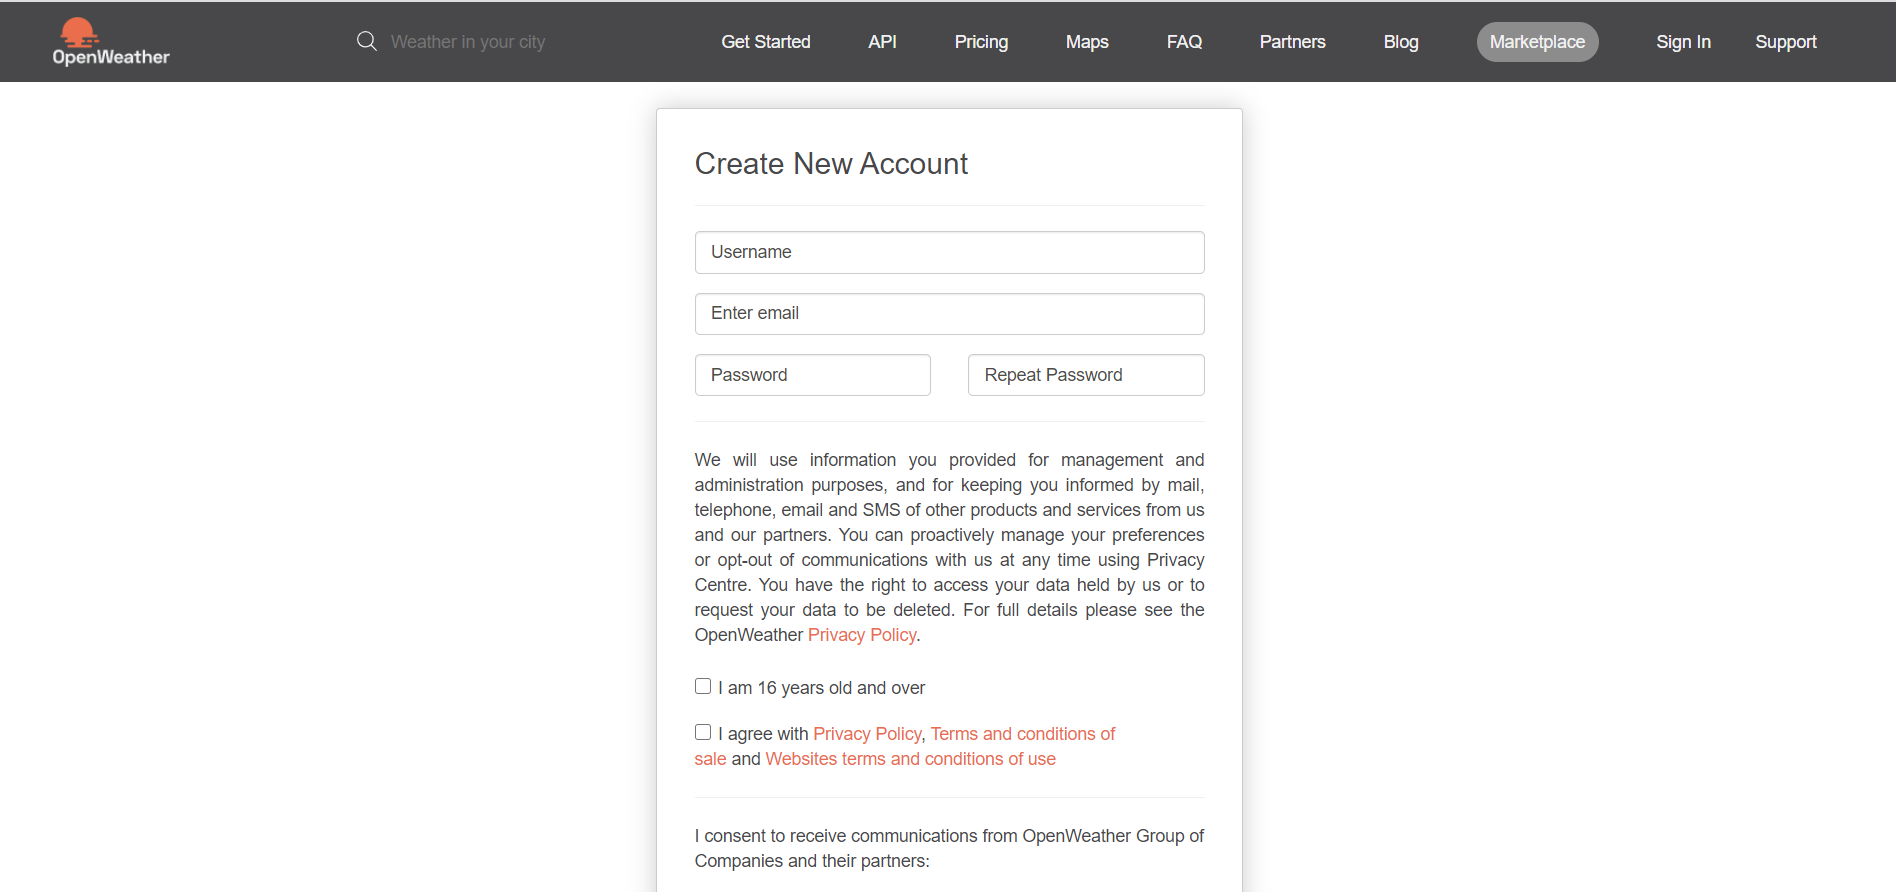 OpenWeather
Weather in your city
Get Started
API
Pricing
Maps
FAQ
Partners
Blog
Marketplace
Sign In
Support
Create New Account
Username
Enter email
Password
Repeat Password
We will use information you provided for management and
administration purposes, and for keeping you informed by mail,
telephone, email and SMS of other products and services from us
and our partners. You can proactively manage your preferences
or opt-out of communications with us at any time using Privacy
Centre. You have the right to access your data held by us or to
request your data to be deleted. For full details please see the
OpenWeather Privacy Policy.
I am 16 years old and over
I agree with Privacy Policy, Terms and conditions of
sale and Websites terms and conditions of use
I consent to receive communications from OpenWeather Group of
Companies and their partners: